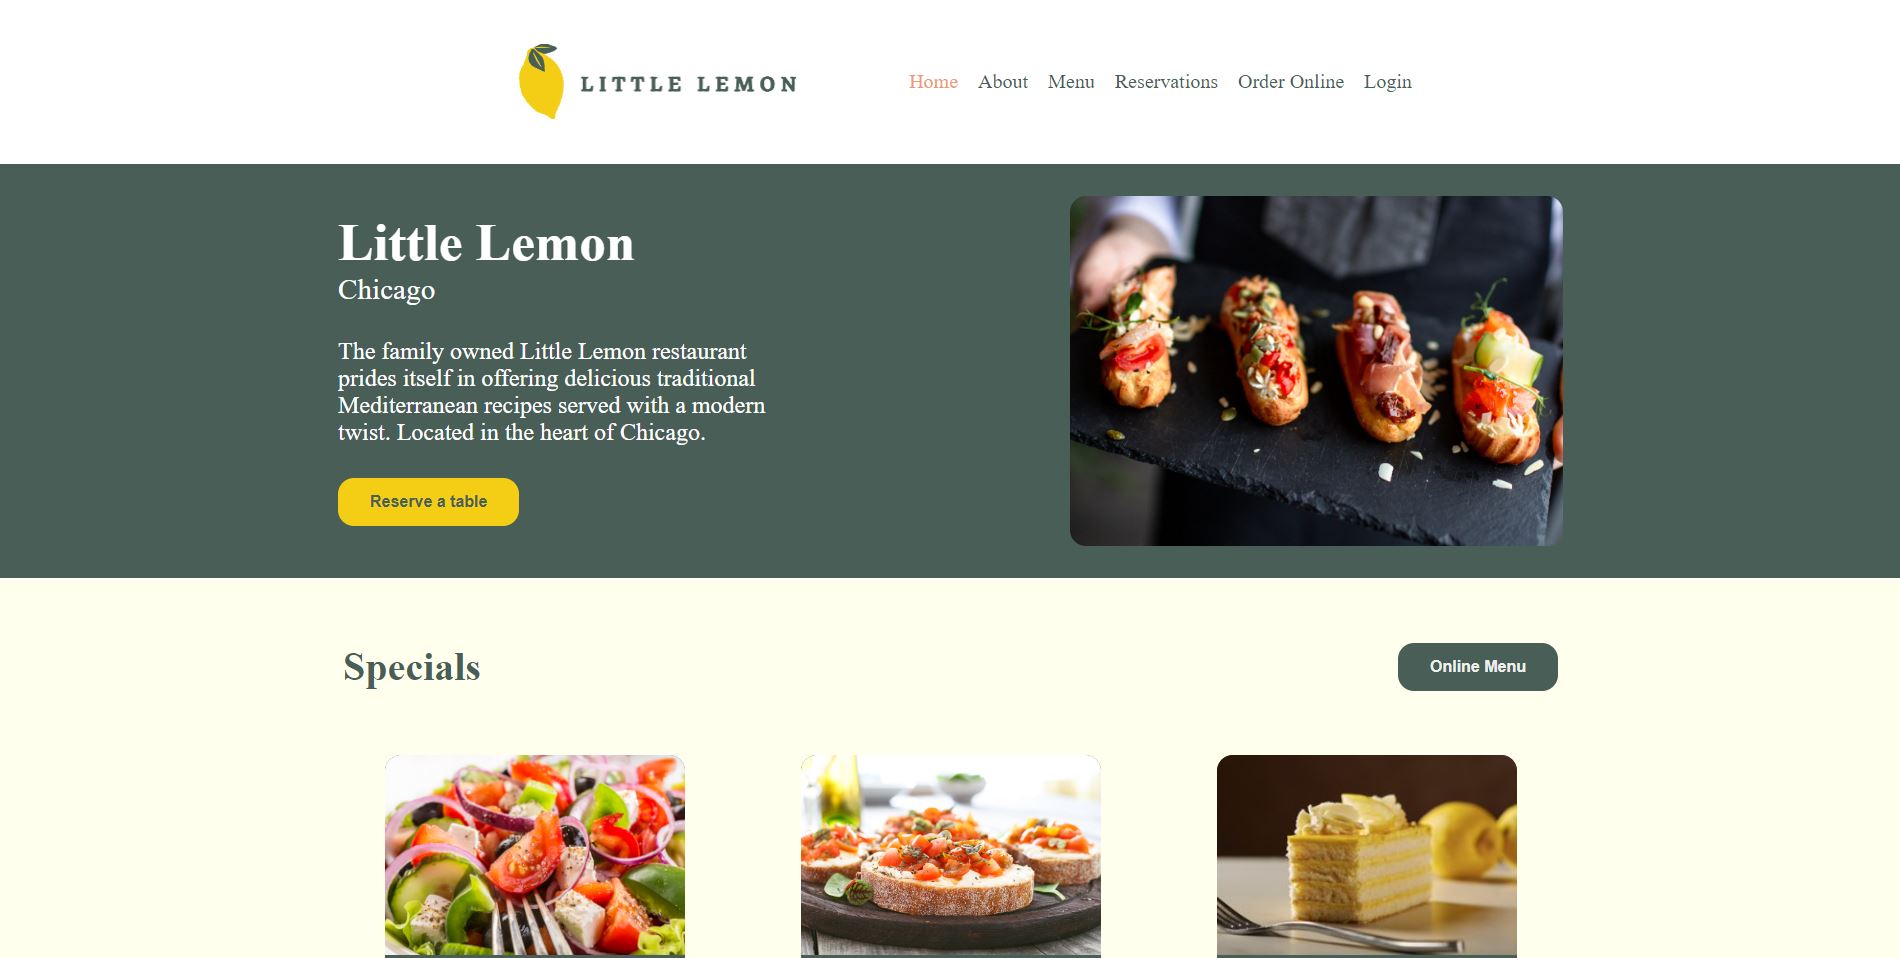 LITTLE LEMON
Home About Menu Reservations Order Online Login
Little Lemon
Chicago
The family owned Little Lemon restaurant
prides itself in offering delicious traditional
Mediterranean recipes served with a modern
twist. Located in the heart of Chicago.
Reserve a table
Specials
Online Menu